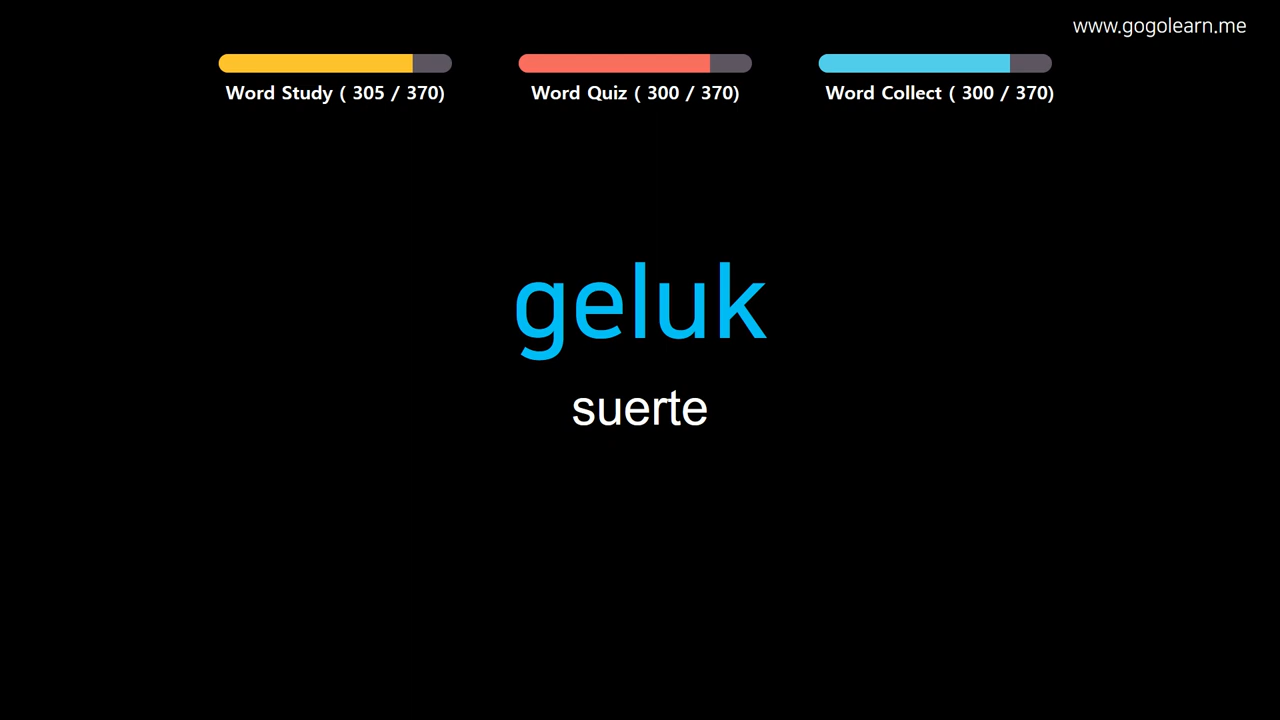 www.gogolearn.me
Word Study ( 305 / 370)
Word Quiz ( 300 / 370)
Word Collect ( 300 / 370)
geluk
suerte